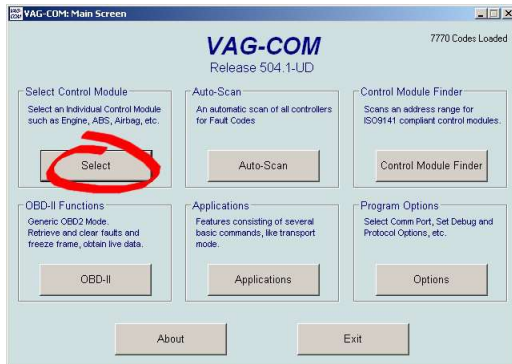 VAG-COM: Main Screen
VAG-COM
Release 504.1-UD
7770 Codes Loaded
Select Control Module
Select an Individual Control Module
such as Engine, ABS, Airbag, etc.
Select
Auto-Scan
An automatic scan of all controllers
for Fault Codes
Auto-Scan
Control Module Finder
Scans an address range for
ISO9141 compliant control modules.
Control Module Finder
OBD-II Functions
Generic OBD2 Mode.
Retrieve and clear faults and
freeze frame, obtain live data.
OBD-II
Applications
Features consisting of several
basic commands, like transport
mode.
Applications
Program Options
Select Comm Port, Set Debug and
Protocol Options, etc.
Options
About
Exit